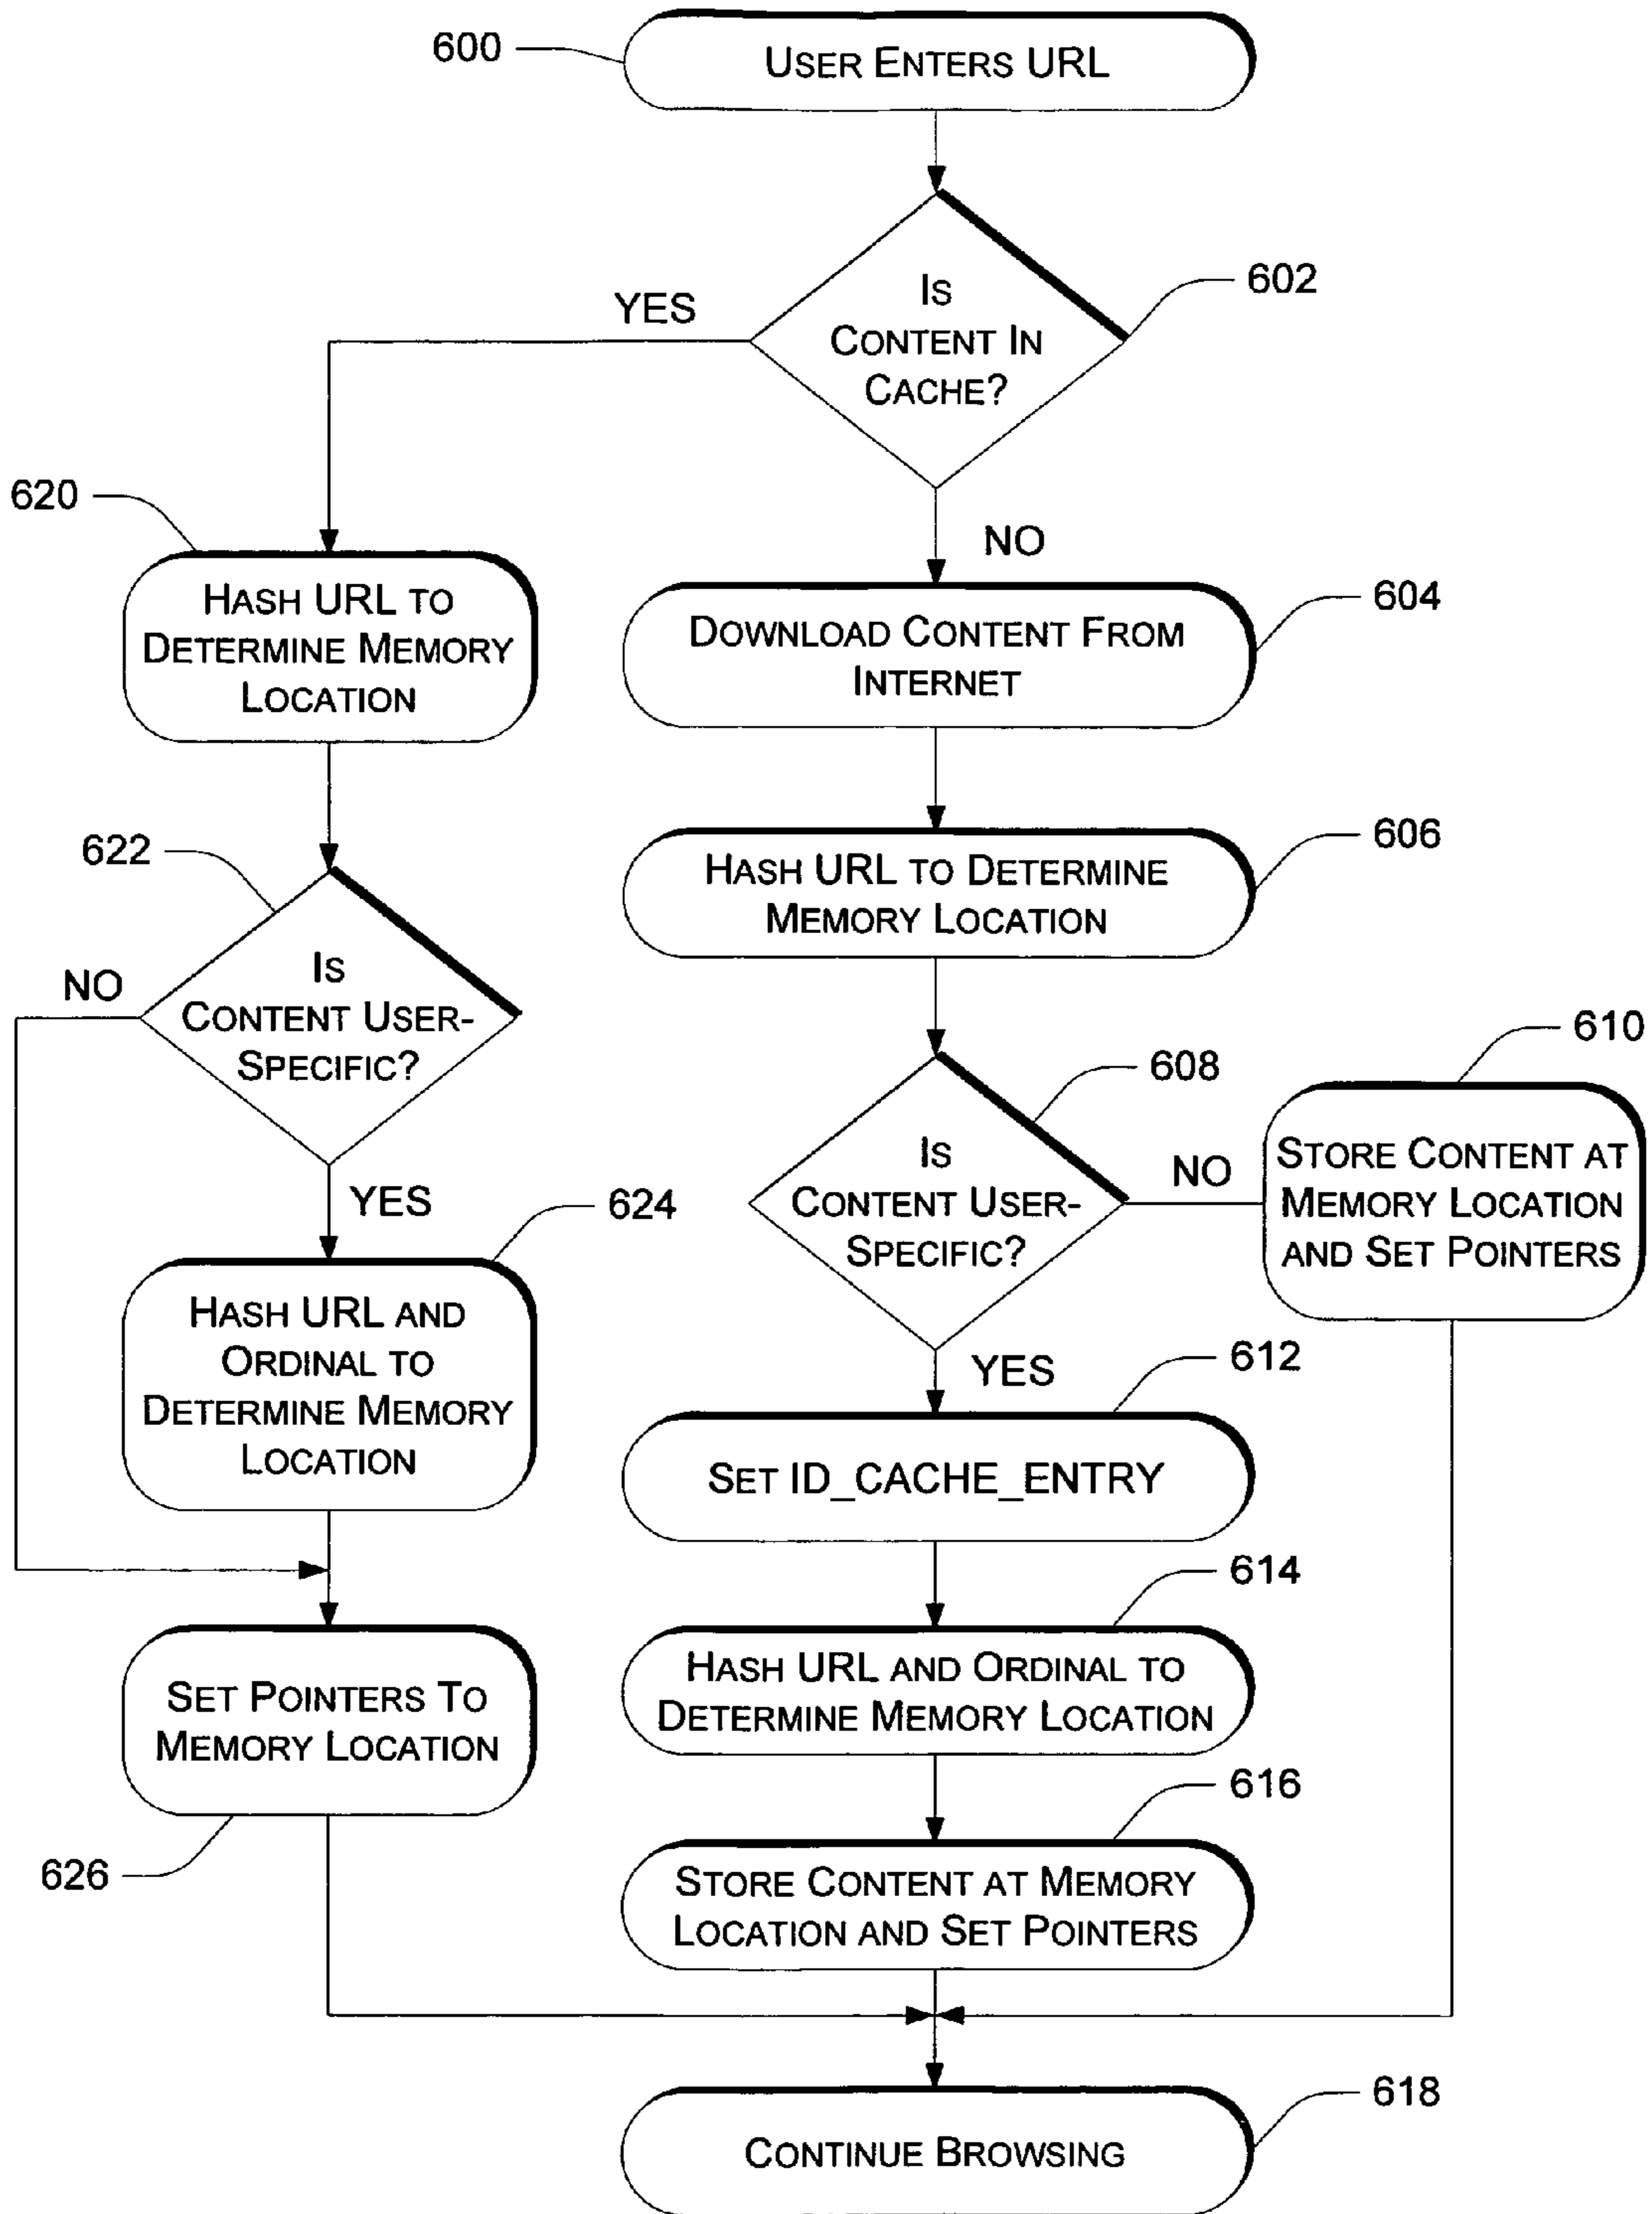 600
USER ENTERS URL
602
IS
CONTENT IN
CACHE?
YES
NO
620
HASH URL TO
DETERMINE MEMORY
LOCATION
604
DOWNLOAD CONTENT FROM
INTERNET
606
HASH URL TO DETERMINE
MEMORY LOCATION
622
IS
CONTENT USER-
SPECIFIC?
NO
YES
608
IS
CONTENT USER-
SPECIFIC?
NO
YES
610
STORE CONTENT AT
MEMORY LOCATION
AND SET POINTERS
624
HASH URL AND
ORDINAL TO
DETERMINE MEMORY
LOCATION
612
SET ID_CACHE_ENTRY
614
HASH URL AND ORDINAL TO
DETERMINE MEMORY LOCATION
SET POINTERS TO
MEMORY LOCATION
626
616
STORE CONTENT AT MEMORY
LOCATION AND SET POINTERS
618
CONTINUE BROWSING